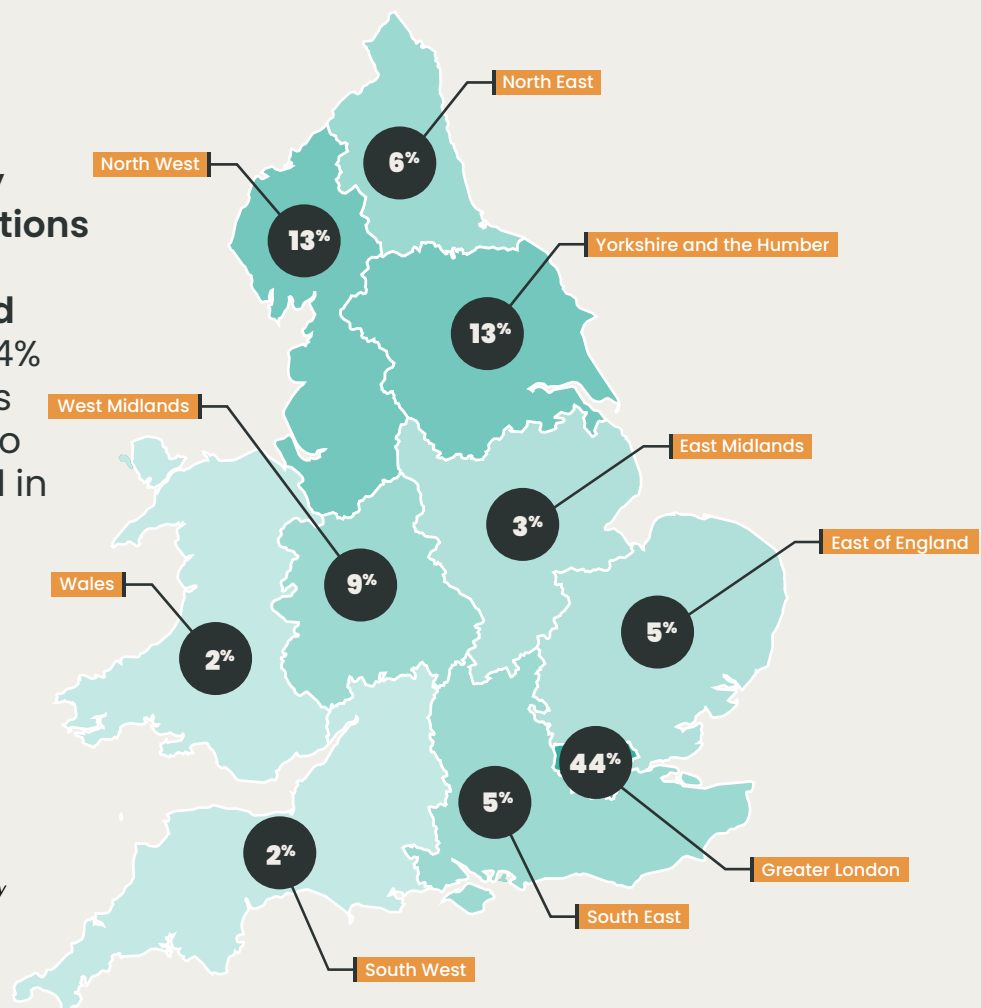 North East
6%
North West
tions
13%
Yorkshire and the Humber
d
13%
4%
s
West Midlands
o
East Midlands
l in
3%
East of England
9%
Wales
5%
2%
44%
5%
2%
Greater London
y
South East
South West